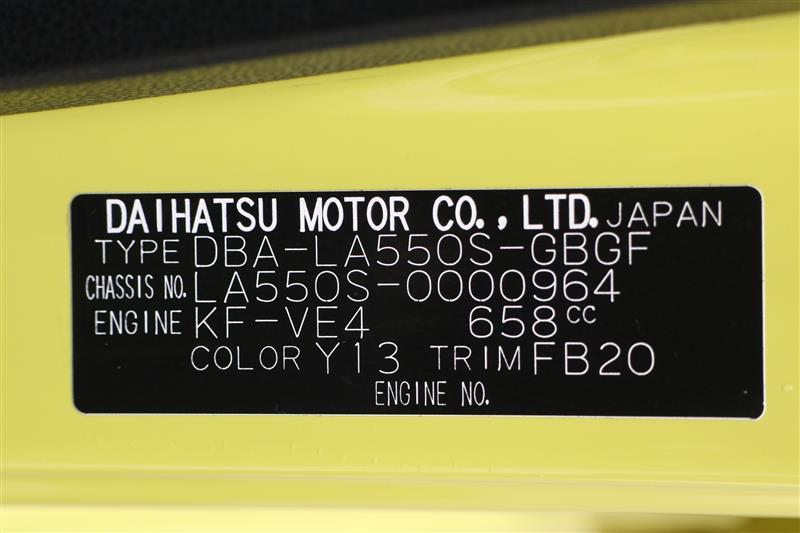 DAIHATSU MOTOR CO., LTD. JAPAN
TYPE DBA-LA550S-GBGF
CHASSIS NO. LA550S-0000964
ENGINE KF-VE4 658CC
COLOR Y13 TRIM FB20
ENGINE NO.